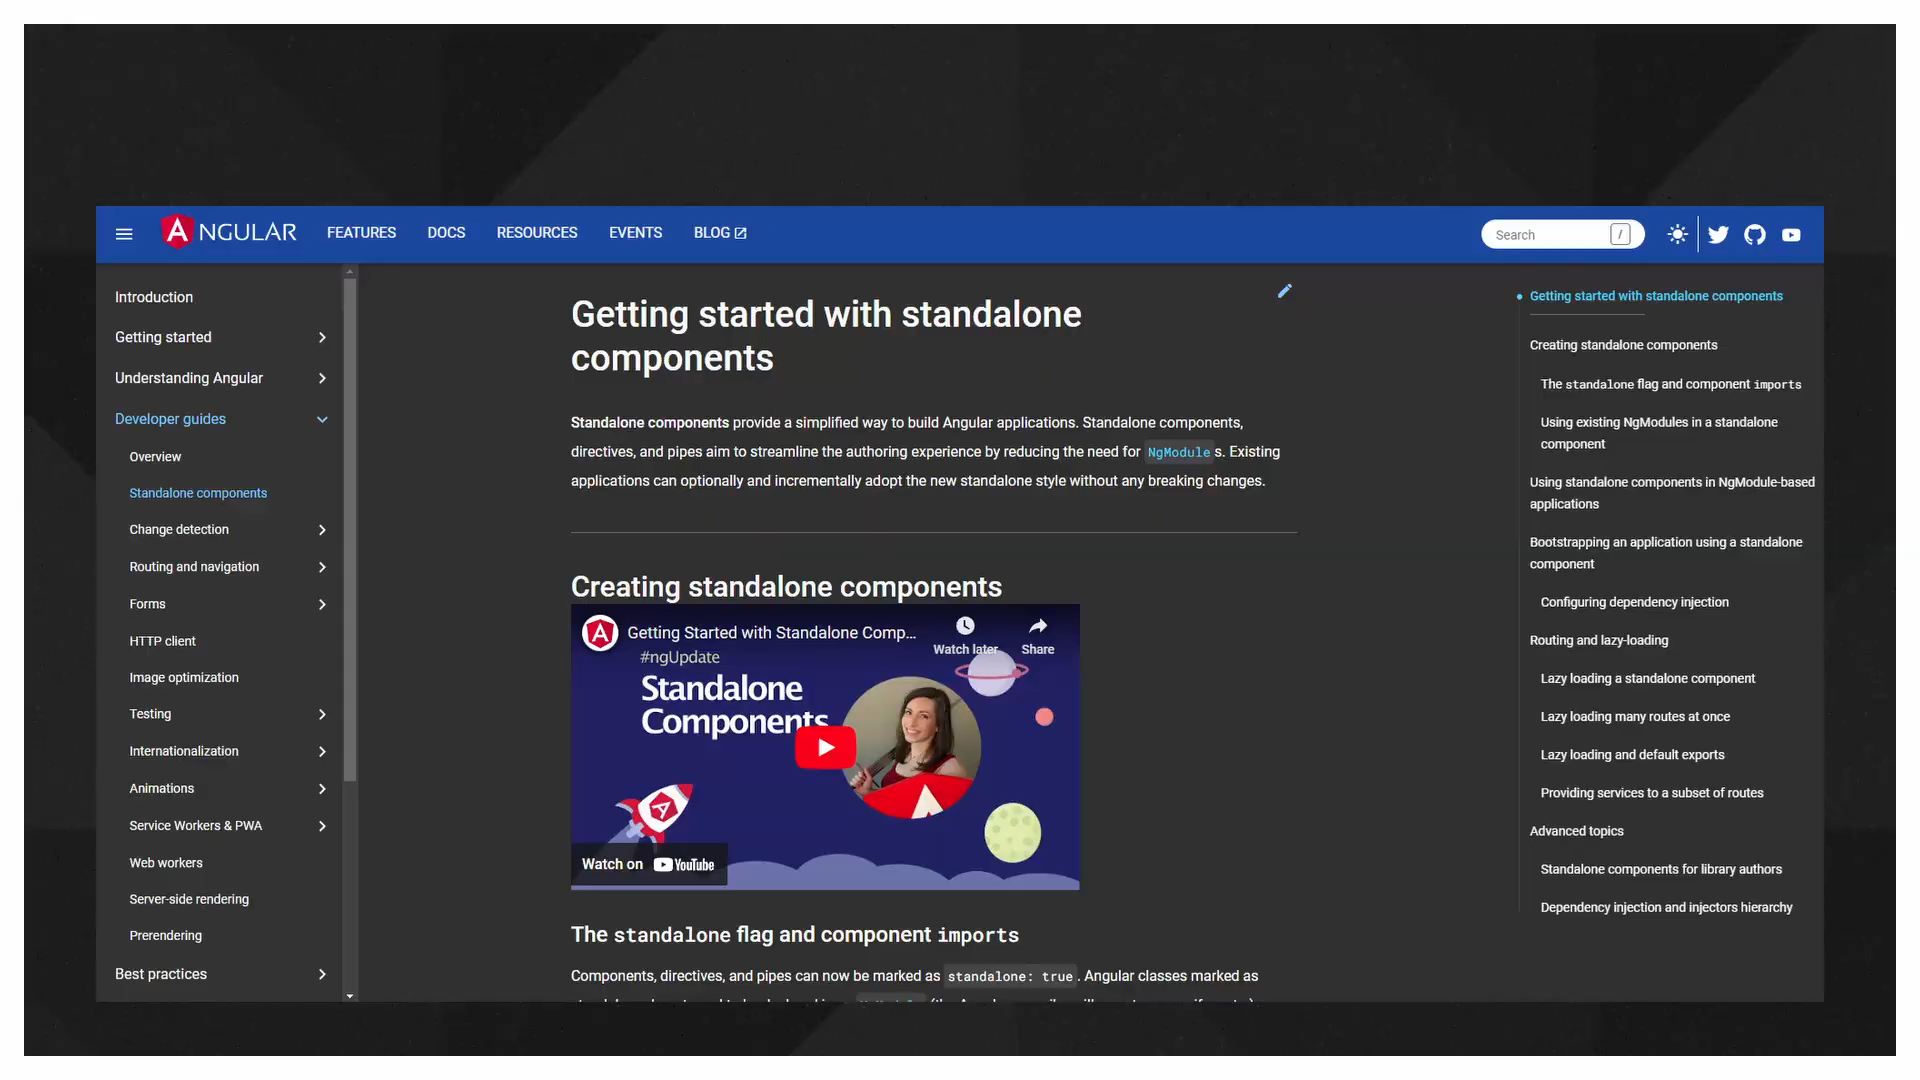 ANGULAR
FEATURES
DOCS
RESOURCES
EVENTS
BLOG
Search
/
Introduction
Getting started
Understanding Angular
Developer guides
Overview
Standalone components
Change detection
Routing and navigation
Forms
HTTP client
Image optimization
Testing
Internationalization
Animations
Service Workers & PWA
Web workers
Server-side rendering
Prerendering
Best practices
Getting started with standalone
components
Standalone components provide a simplified way to build Angular applications. Standalone components,
directives, and pipes aim to streamline the authoring experience by reducing the need for NgModules. Existing
applications can optionally and incrementally adopt the new standalone style without any breaking changes.
Creating standalone components
Getting Started with Standalone Comp...
Watch later
Share
#ngUpdate
Standalone
Components
Watch on YouTube
The standalone flag and component imports
Components, directives, and pipes can now be marked as standalone: true. Angular classes marked as
Getting started with standalone components
Creating standalone components
The standalone flag and component imports
Using existing NgModules in a standalone
component
Using standalone components in NgModule-based
applications
Bootstrapping an application using a standalone
component
Configuring dependency injection
Routing and lazy-loading
Lazy loading a standalone component
Lazy loading many routes at once
Lazy loading and default exports
Providing services to a subset of routes
Advanced topics
Standalone components for library authors
Dependency injection and injectors hierarchy